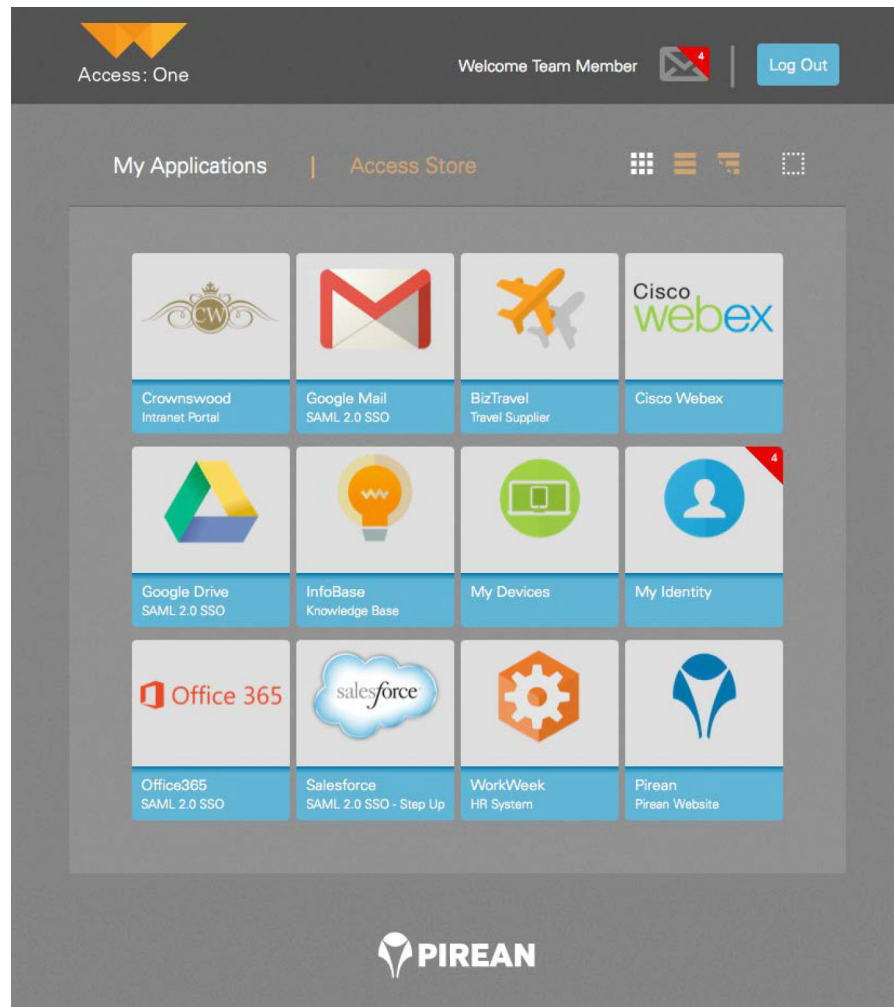 Access: One
Welcome Team Member
4
Log Out
My Applications | Access Store
CW
Cisco
webex
Crownswood
Intranet Portal
Google Mail
SAML 2.0 SSO
BizTravel
Travel Supplier
Cisco Webex
4
Google Drive
SAML 2.0 SSO
InfoBase
Knowledge Base
My Devices
My Identity
Office 365
salesforce
Office365
SAML 2.0 SSO
Salesforce
SAML 2.0 SSO - Step Up
WorkWeek
HR System
Pirean
Pirean Website
PIREAN